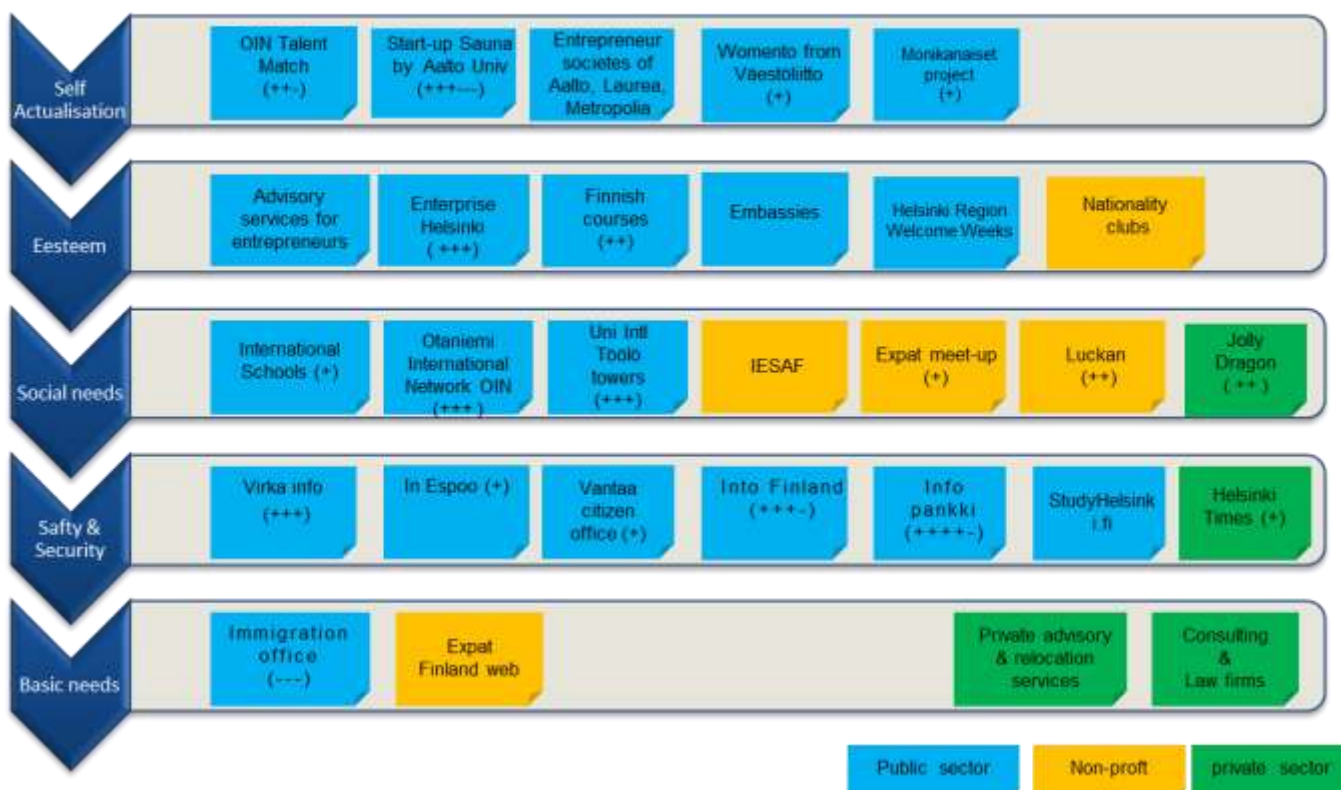 Self
Actualisation
OIN Talent
Match
(++-)
Start-up Sauna
by Aalto Univ
(+++---)
Entrepreneur
societes of
Aalto, Laurea,
Metropolia
Womento from
Väestöliitto
(+)
Monikanaiset
project
(+)
Eesteem
Advisory
services for
entrepreneurs
Enterprise
Helsinki
(+++)
Finnish
courses
(++)
Embassies
Helsinki Region
Welcome Weeks
Nationality
clubs
Social needs
International
Schools (+)
Otaniemi
International
Network OIN
(+++)
Uni Intl
Toolo
towers
(+++)
IESAF
Expat meet-up
(+)
Luckan
(++)
Jolly
Dragon
(++)
Safty &
Security
Virka info
(+++)
In Espoo (+)
Vantaa
citizen
office (+)
Into Finland
(+++-)
Info
pankki
(++++-)
StudyHelsink
i.fi
Helsinki
Times (+)
Basic needs
Immigration
office
(---)
Expat
Finland web
Private advisory
& relocation
services
Consulting
&
Law firms
Public sector
Non-proft
private sector